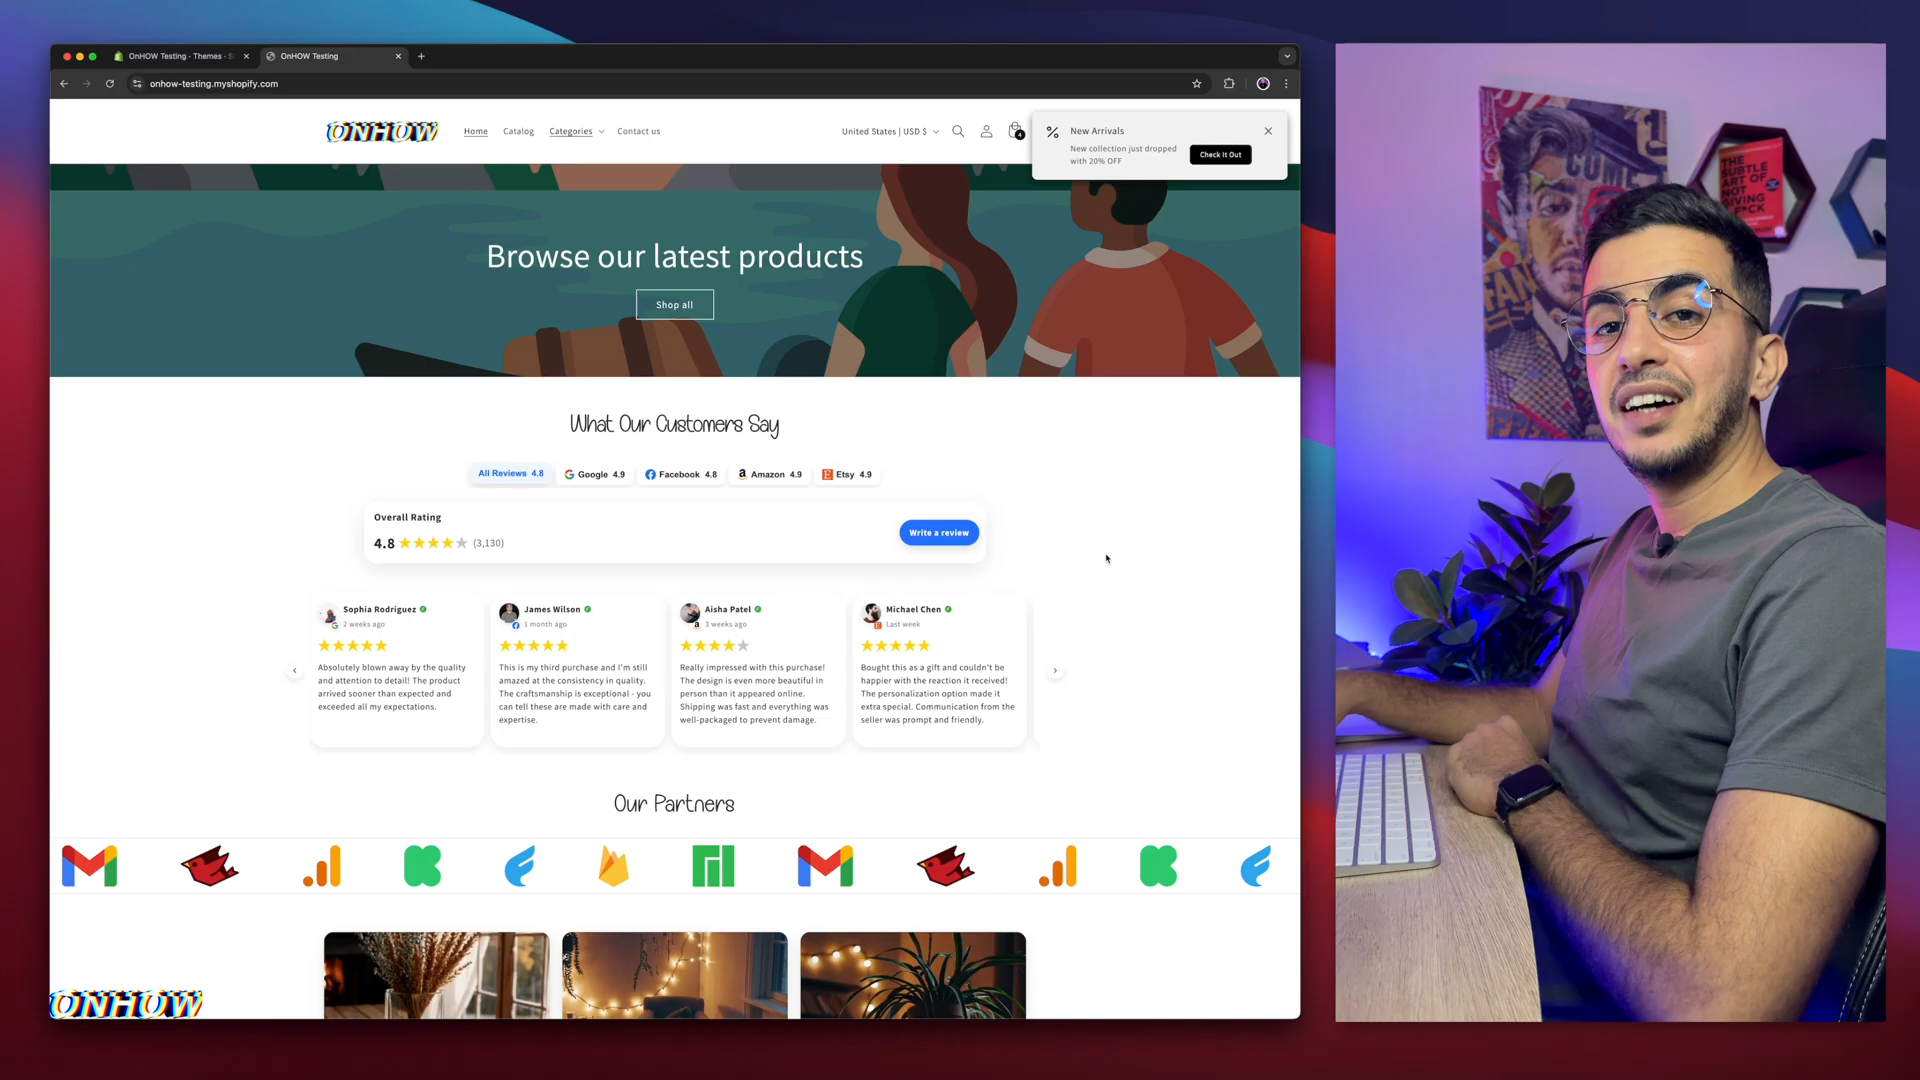 OnHOW Testing - Themes - S
OnHOW Testing
onhow-testing.myshopify.com
ONHOW
Home
Catalog
Categories
Contact us
United States | USD $
4
New Arrivals
New collection just dropped
with 20% OFF
Check It Out
Browse our latest products
Shop all
What Our Customers Say
All Reviews 4.8
Google 4.9
Facebook 4.8
Amazon 4.9
Etsy 4.9
Overall Rating
4.8 (3,130)
Write a review
Sophia Rodriguez
2 weeks ago
Absolutely blown away by the quality
and attention to detail! The product
arrived sooner than expected and
exceeded all my expectations.
James Wilson
1 month ago
This is my third purchase and I'm still
amazed at the consistency in quality.
The craftsmanship is exceptional - you
can tell these are made with care and
expertise.
Aisha Patel
3 weeks ago
Really impressed with this purchase!
The design is even more beautiful in
person than it appeared online.
Shipping was fast and everything was
well-packaged to prevent damage.
Michael Chen
Last week
Bought this as a gift and couldn't be
happier with the reaction it received!
The personalization option made it
extra special. Communication from the
seller was prompt and friendly.
Our Partners
ONHOW
THE
SUBTLE
ART OF
NOT
GIVING
A F*CK
COME
FAN